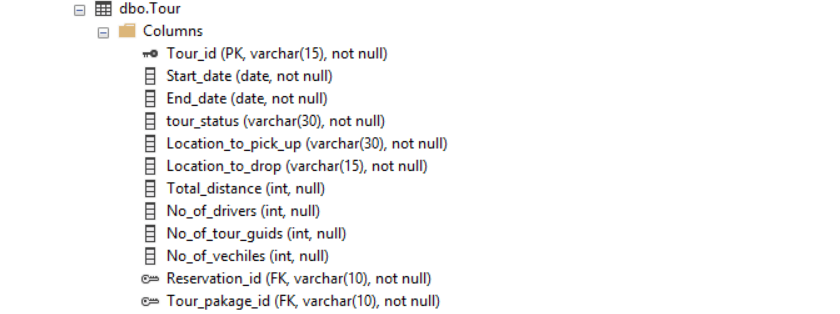 dbo.Tour
Columns
Tour_id (PK, varchar(15), not null)
Start_date (date, not null)
End_date (date, not null)
tour_status (varchar(30), not null)
Location_to_pick_up (varchar(30), not null)
Location_to_drop (varchar(15), not null)
Total_distance (int, null)
No_of_drivers (int, null)
No_of_tour_guids (int, null)
No_of_vechiles (int, null)
Reservation_id (FK, varchar(10), not null)
Tour_pakage_id (FK, varchar(10), not null)